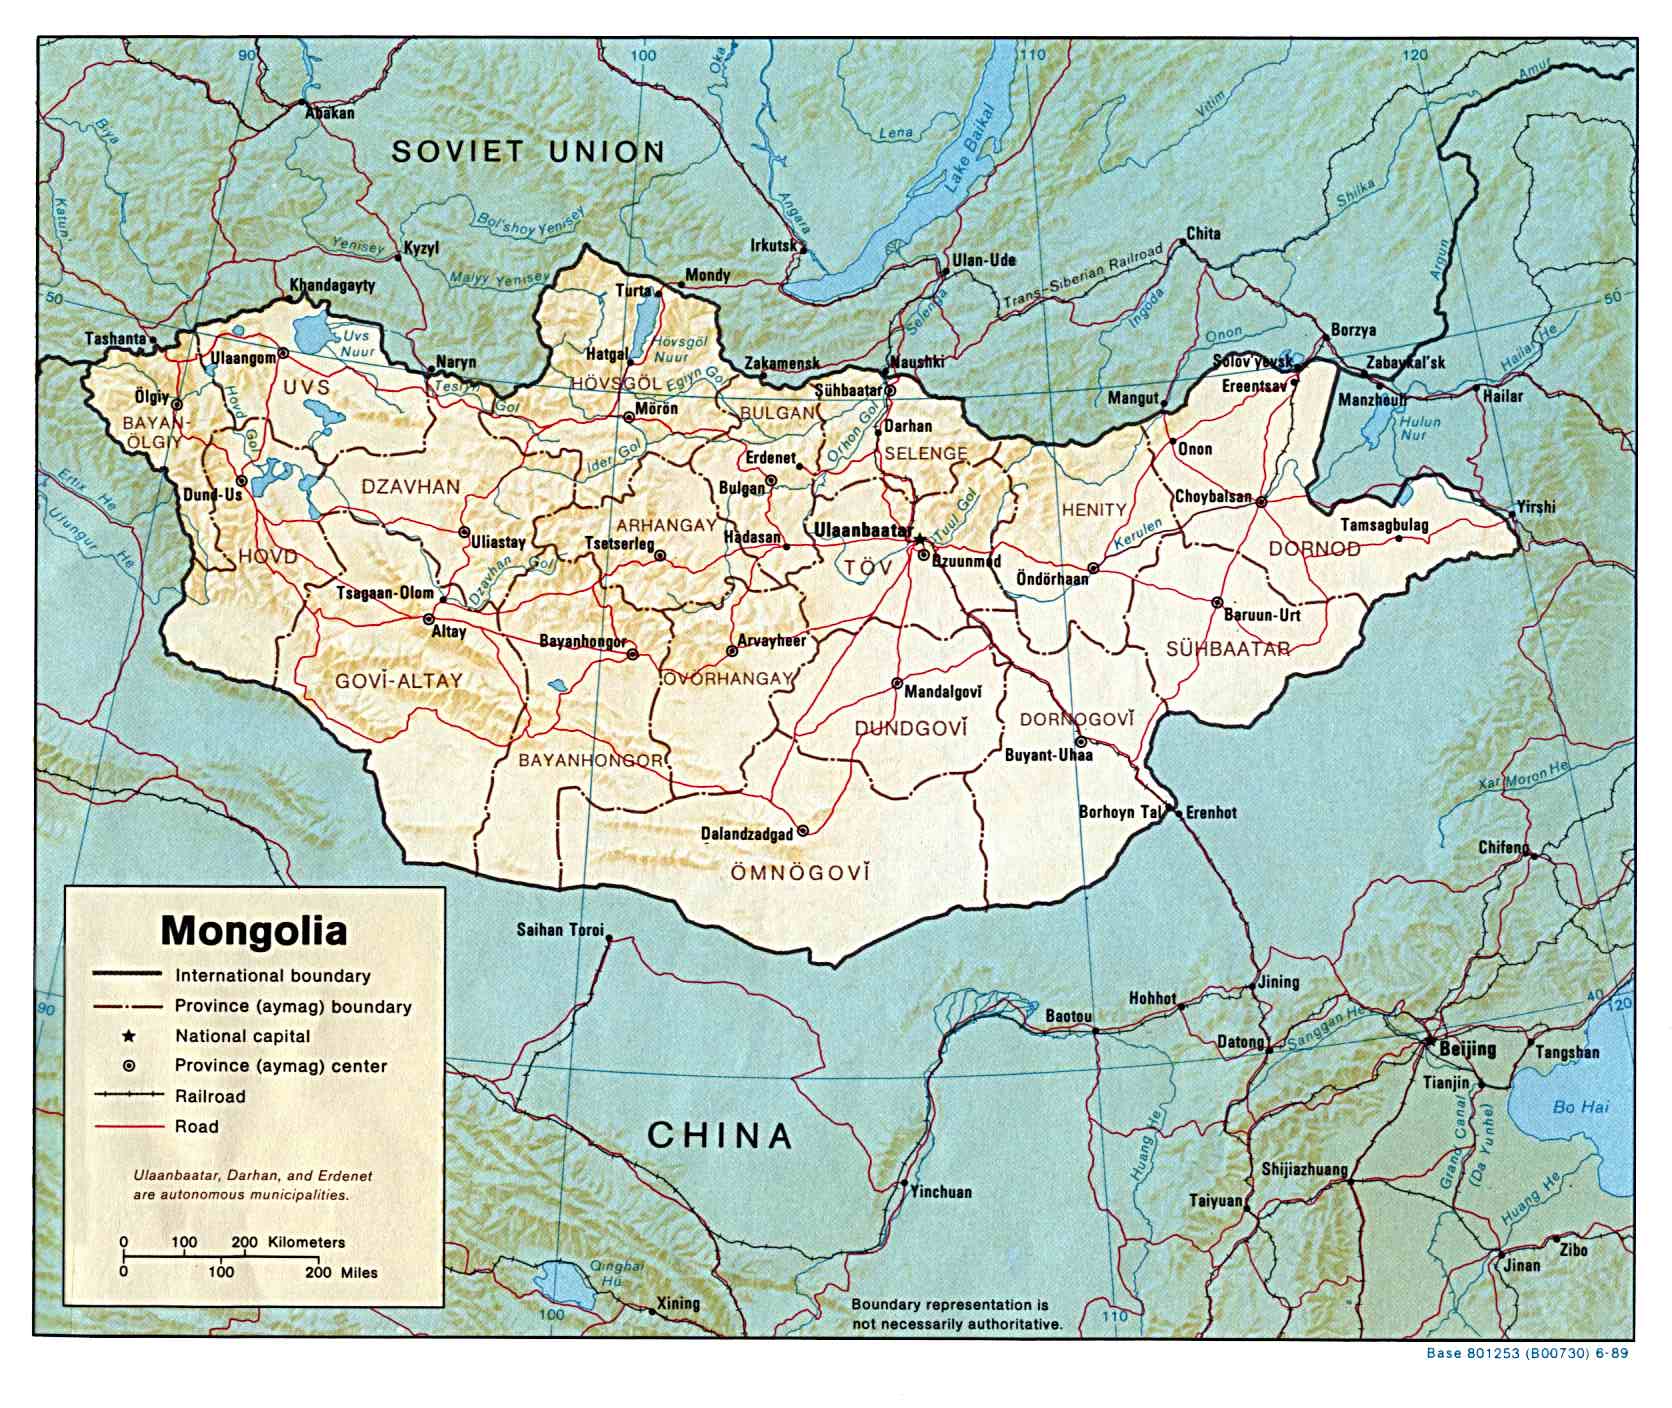 90
100
110
120
Abakan
Biya
Oka
Lena
Lake Baikal
Vitim
Amur
SOVIET UNION
Katun'
Bol'shoy Yenisey
Angara
Shilka
Yenisey
Kyzyl
Irkutsk
Ulan-Ude
Chita
Argun
Malyy Yenisey
Mondy
Trans-Siberian Railroad
Khandagayty
Turta
Selenga
Ingoda
50
50
Tashanta
Uvs
Nuur
Ulaangom
Hatgal
Hövsgöl
Nuur
Onon
Borzya
Hailar He
Naryn
Zakamensk
Naushki
Solov'yevsk
Zabaykal'sk
UVS
Tesiyn
Gol
HÖVSGÖL
Egiyn Gol
Sühbaatar
Ereentsav
Manzhouli
Hailar
Ölgiy
Hovd
Gol
Mörön
BULGAN
Orhon Gol
Mangut
Hulun
Nur
BAYAN-
ÖLGIY
Darhan
Onon
Ider Gol
Erdenet
SELENGE
Ertix He
Dund-Us
DZAVHAN
Bulgan
Choybalsan
Ulungur He
ARHANGAY
Tuul Gol
HENITY
Yirshi
Uliastay
Tsetserleg
Hadasan
Ulaanbaatar
Kerulen
Tamsagbulag
HOVD
DORNOD
Dzavhan
Gol
TÖV
Dzuunmod
Öndörhaan
Tsagaan-Olom
Altay
Baruun-Urt
Bayanhongor
Arvayheer
SÜHBAATAR
GOVĬ-ALTAY
ÖVÖRHANGAY
Mandalgovĭ
DUNDGOVĬ
DORNOGOVĬ
BAYANHONGOR
Buyant-Uhaa
Xar Moron He
Borhoyn Tal
Erenhot
Dalandzadgad
Chifeng
ÖMNÖGOVĬ
Saihan Toroi
Jining
Hohhot
Baotou
40
120
90
Sanggan He
Datong
Beijing
Tangshan
Tianjin
Bo Hai
Grand Canal
(Da Yunhe)
CHINA
Huang He
Shijiazhuang
Yinchuan
Taiyuan
Huang He
Zibo
Jinan
Qinghai
Hu
Xining
100
110
Mongolia
International boundary
Province (aymag) boundary
National capital
Province (aymag) center
Railroad
Road
Ulaanbaatar, Darhan, and Erdenet
are autonomous municipalities.
0 100 200 Kilometers
0 100 200 Miles
Boundary representation is
not necessarily authoritative.
Base 801253 (B00730) 6-89